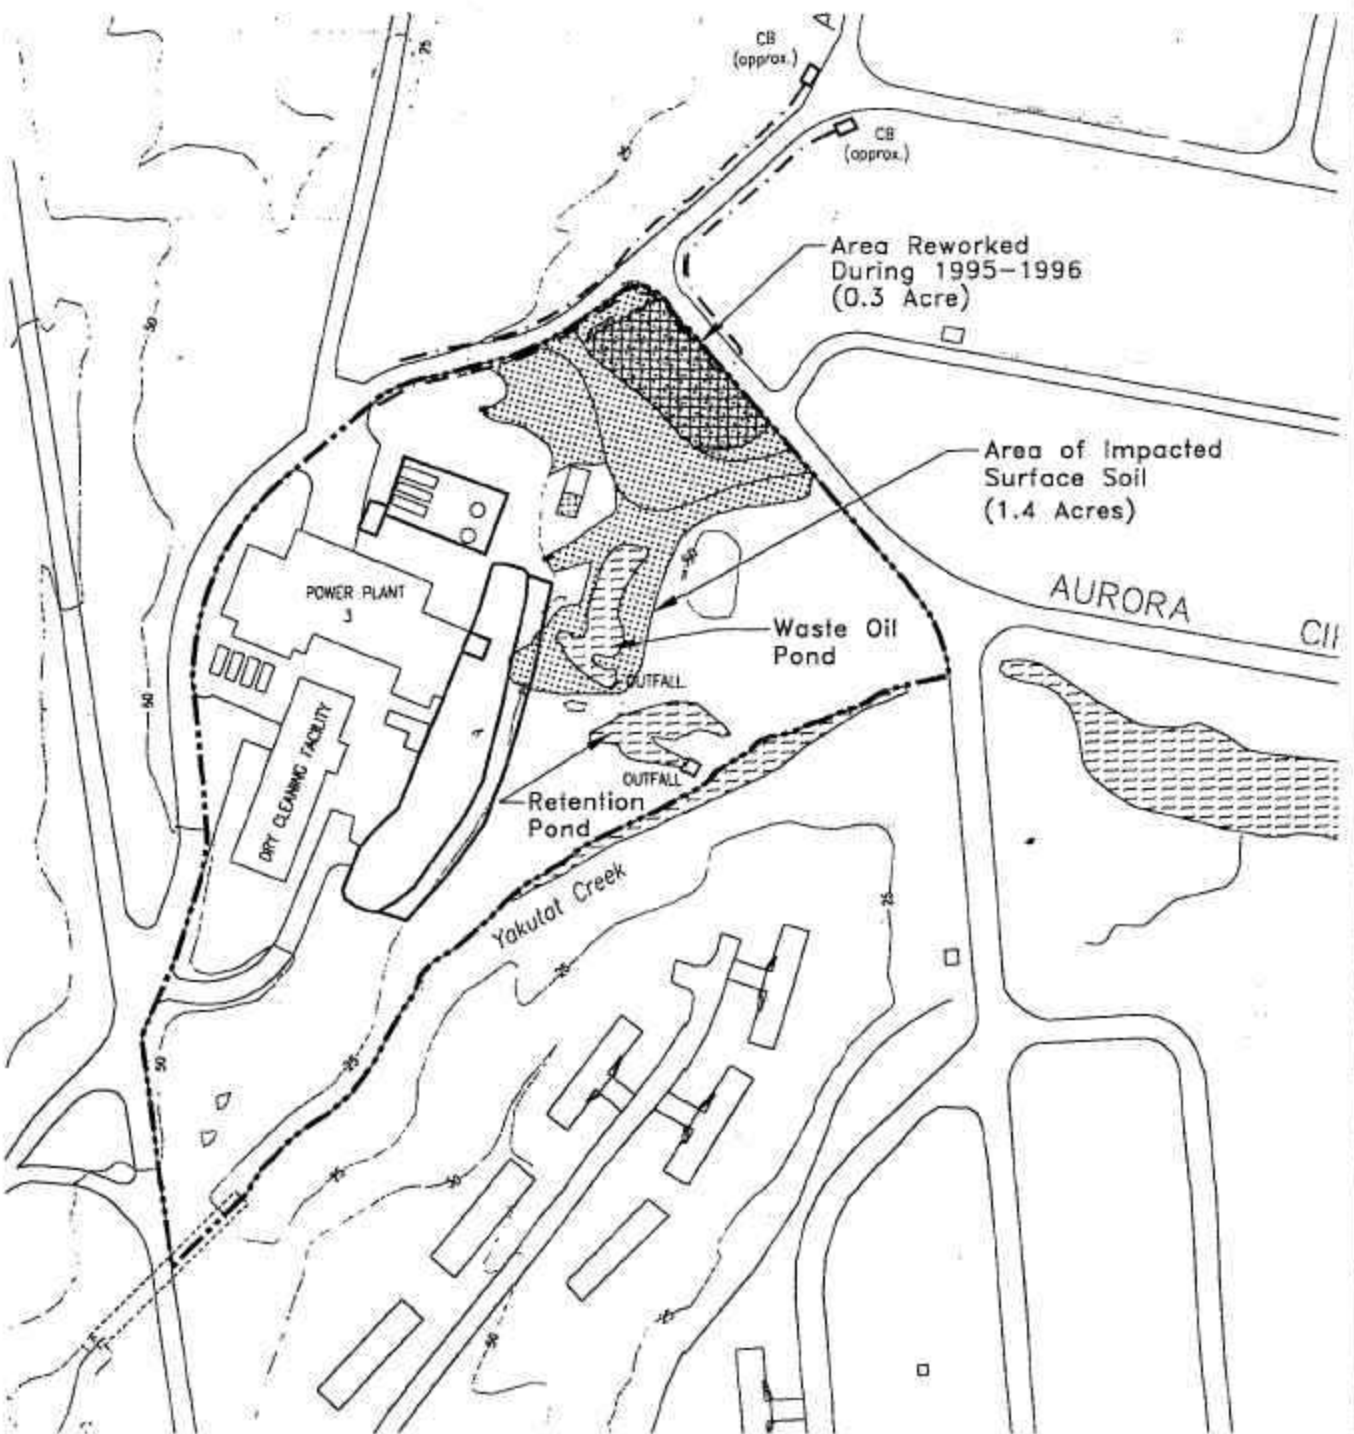 25
CB
(approx.)
CB
(approx.)
25
Area Reworked
During 1995-1996
(0.3 Acre)
50
Area of Impacted
Surface Soil
(1.4 Acres)
50
POWER PLANT
3
AURORA
Waste Oil
Pond
OUTFALL
50
DRY CLEANING FACILITY
OUTFALL
Retention
Pond
Yakutat Creek
25
25
50
25
25
50
25
50